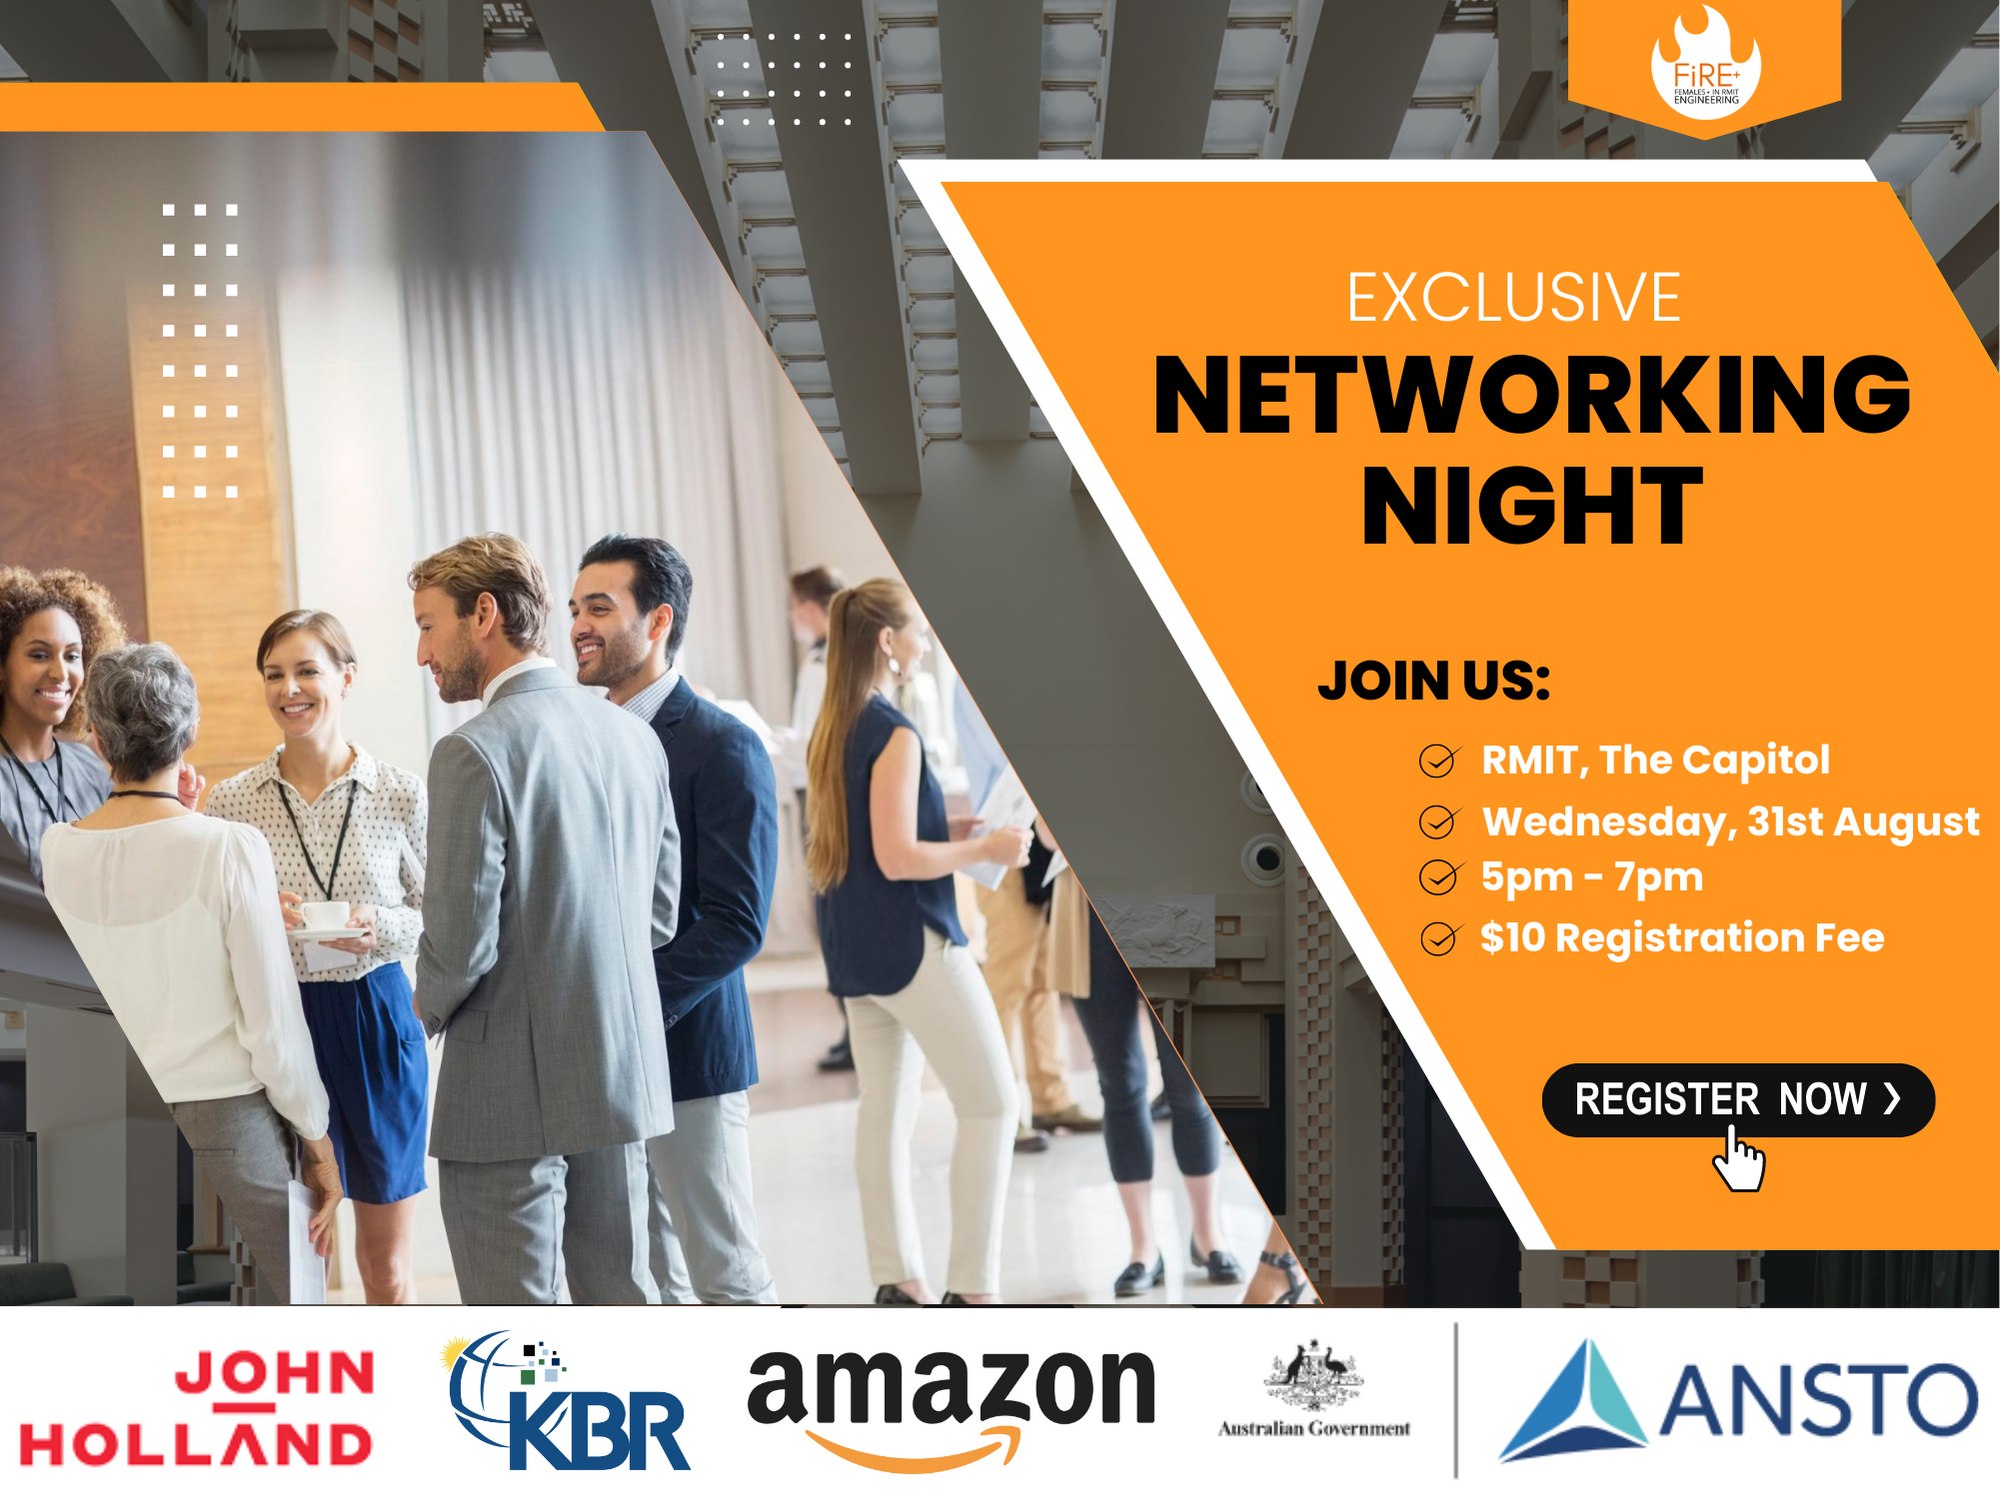 FiRE+
FEMALES+ IN RMIT
ENGINEERING
EXCLUSIVE
NETWORKING
NIGHT
JOIN US:
RMIT, The Capitol
Wednesday, 31st August
5pm - 7pm
$10 Registration Fee
REGISTER NOW ›
JOHN
HOLLAND
KBR
amazon
Australian Government
ANSTO